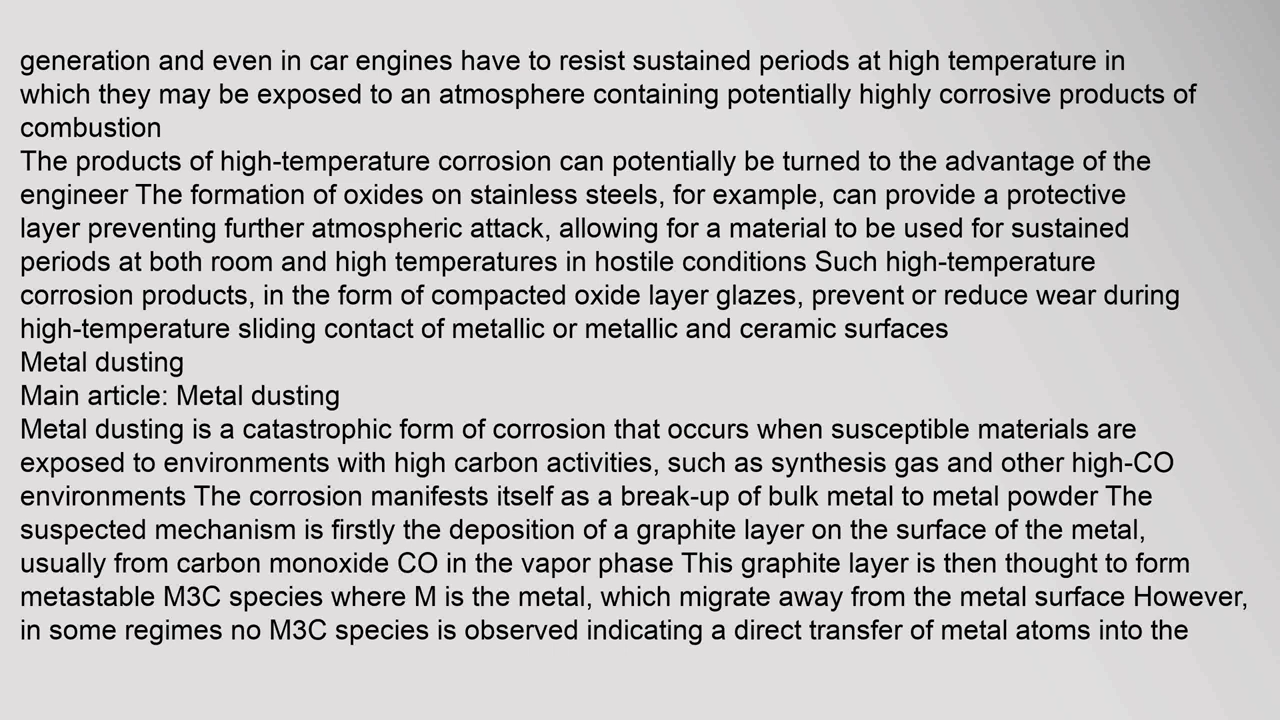 generation and even in car engines have to resist sustained periods at high temperature in
which they may be exposed to an atmosphere containing potentially highly corrosive products of
combustion
The products of high-temperature corrosion can potentially be turned to the advantage of the
engineer The formation of oxides on stainless steels, for example, can provide a protective
layer preventing further atmospheric attack, allowing for a material to be used for sustained
periods at both room and high temperatures in hostile conditions Such high-temperature
corrosion products, in the form of compacted oxide layer glazes, prevent or reduce wear during
high-temperature sliding contact of metallic or metallic and ceramic surfaces
Metal dusting
Main article: Metal dusting
Metal dusting is a catastrophic form of corrosion that occurs when susceptible materials are
exposed to environments with high carbon activities, such as synthesis gas and other high-CO
environments The corrosion manifests itself as a break-up of bulk metal to metal powder The
suspected mechanism is firstly the deposition of a graphite layer on the surface of the metal,
usually from carbon monoxide CO in the vapor phase This graphite layer is then thought to form
metastable M3C species where M is the metal, which migrate away from the metal surface However,
in some regimes no M3C species is observed indicating a direct transfer of metal atoms into the